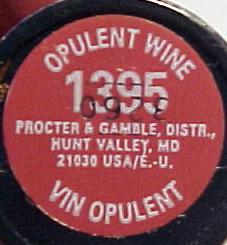 OPULENT WINE
1395
PROCTER & GAMBLE, DISTR.,
HUNT VALLEY, MD
21030 USA/É.-U.
VIN OPULENT